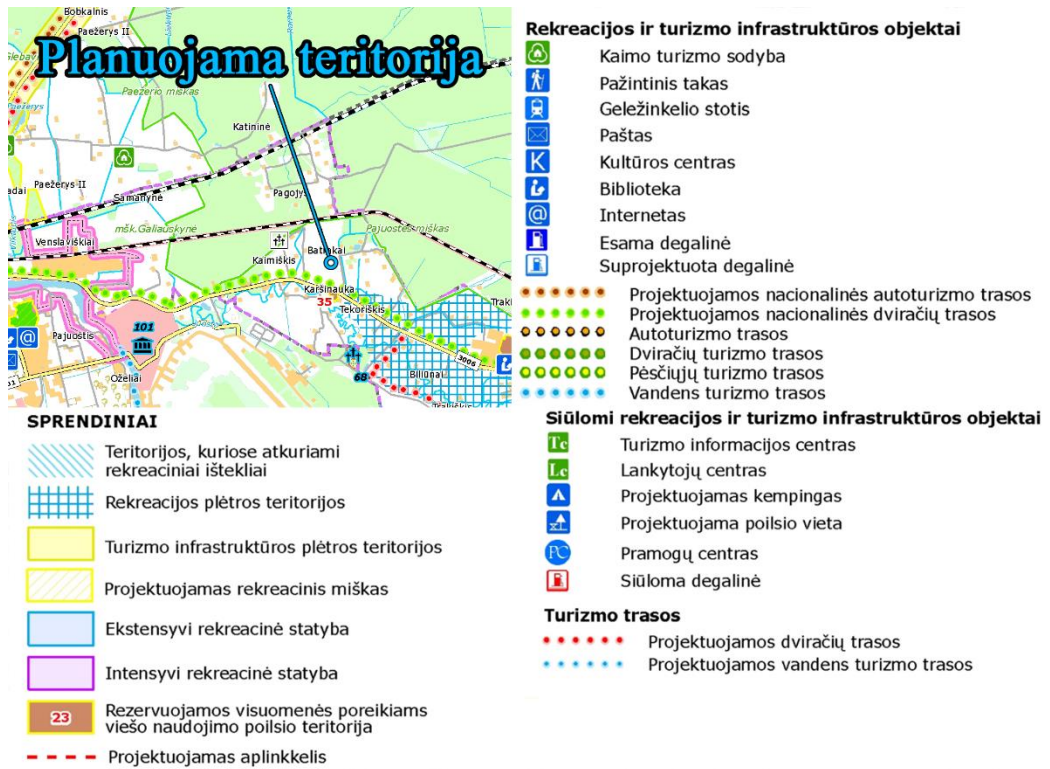 Bobkalnis
Paežerys II
Planuojama teritorija
Paežerio miškas
Katininė
Paežerys II
Samanynė
Pagojys
mšk.Galiauskynė
Pajuostės miškas
Venslaviškiai
Batinkai
Kaimiškis
Karšinauka
35
Tekoriškis
101
Pajuostis
3006
68
Biliūnai
Oželiai
Rekreacijos ir turizmo infrastruktūros objektai
Kaimo turizmo sodyba
Pažintinis takas
Geležinkelio stotis
Paštas
K Kultūros centras
Biblioteka
@ Internetas
Esama degalinė
Suprojektuota degalinė
Projektuojamos nacionalinės autoturizmo trasos
Projektuojamos nacionalinės dviračių trasos
Autoturizmo trasos
Dviračių turizmo trasos
Pėsčiųjų turizmo trasos
Vandens turizmo trasos
SPRENDINIAI
Teritorijos, kuriose atkuriami
rekreaciniai ištekliai
Rekreacijos plėtros teritorijos
Turizmo infrastruktūros plėtros teritorijos
Projektuojamas rekreacinis miškas
Ekstensyvi rekreacinė statyba
Intensyvi rekreacinė statyba
23 Rezervuojamos visuomenės poreikiams
viešo naudojimo poilsio teritorija
Projektuojamas aplinkkelis
Siūlomi rekreacijos ir turizmo infrastruktūros objektai
Tc Turizmo informacijos centras
Lc Lankytojų centras
Projektuojamas kempingas
Projektuojama poilsio vieta
PC Pramogų centras
Siūloma degalinė
Turizmo trasos
Projektuojamos dviračių trasos
Projektuojamos vandens turizmo trasos